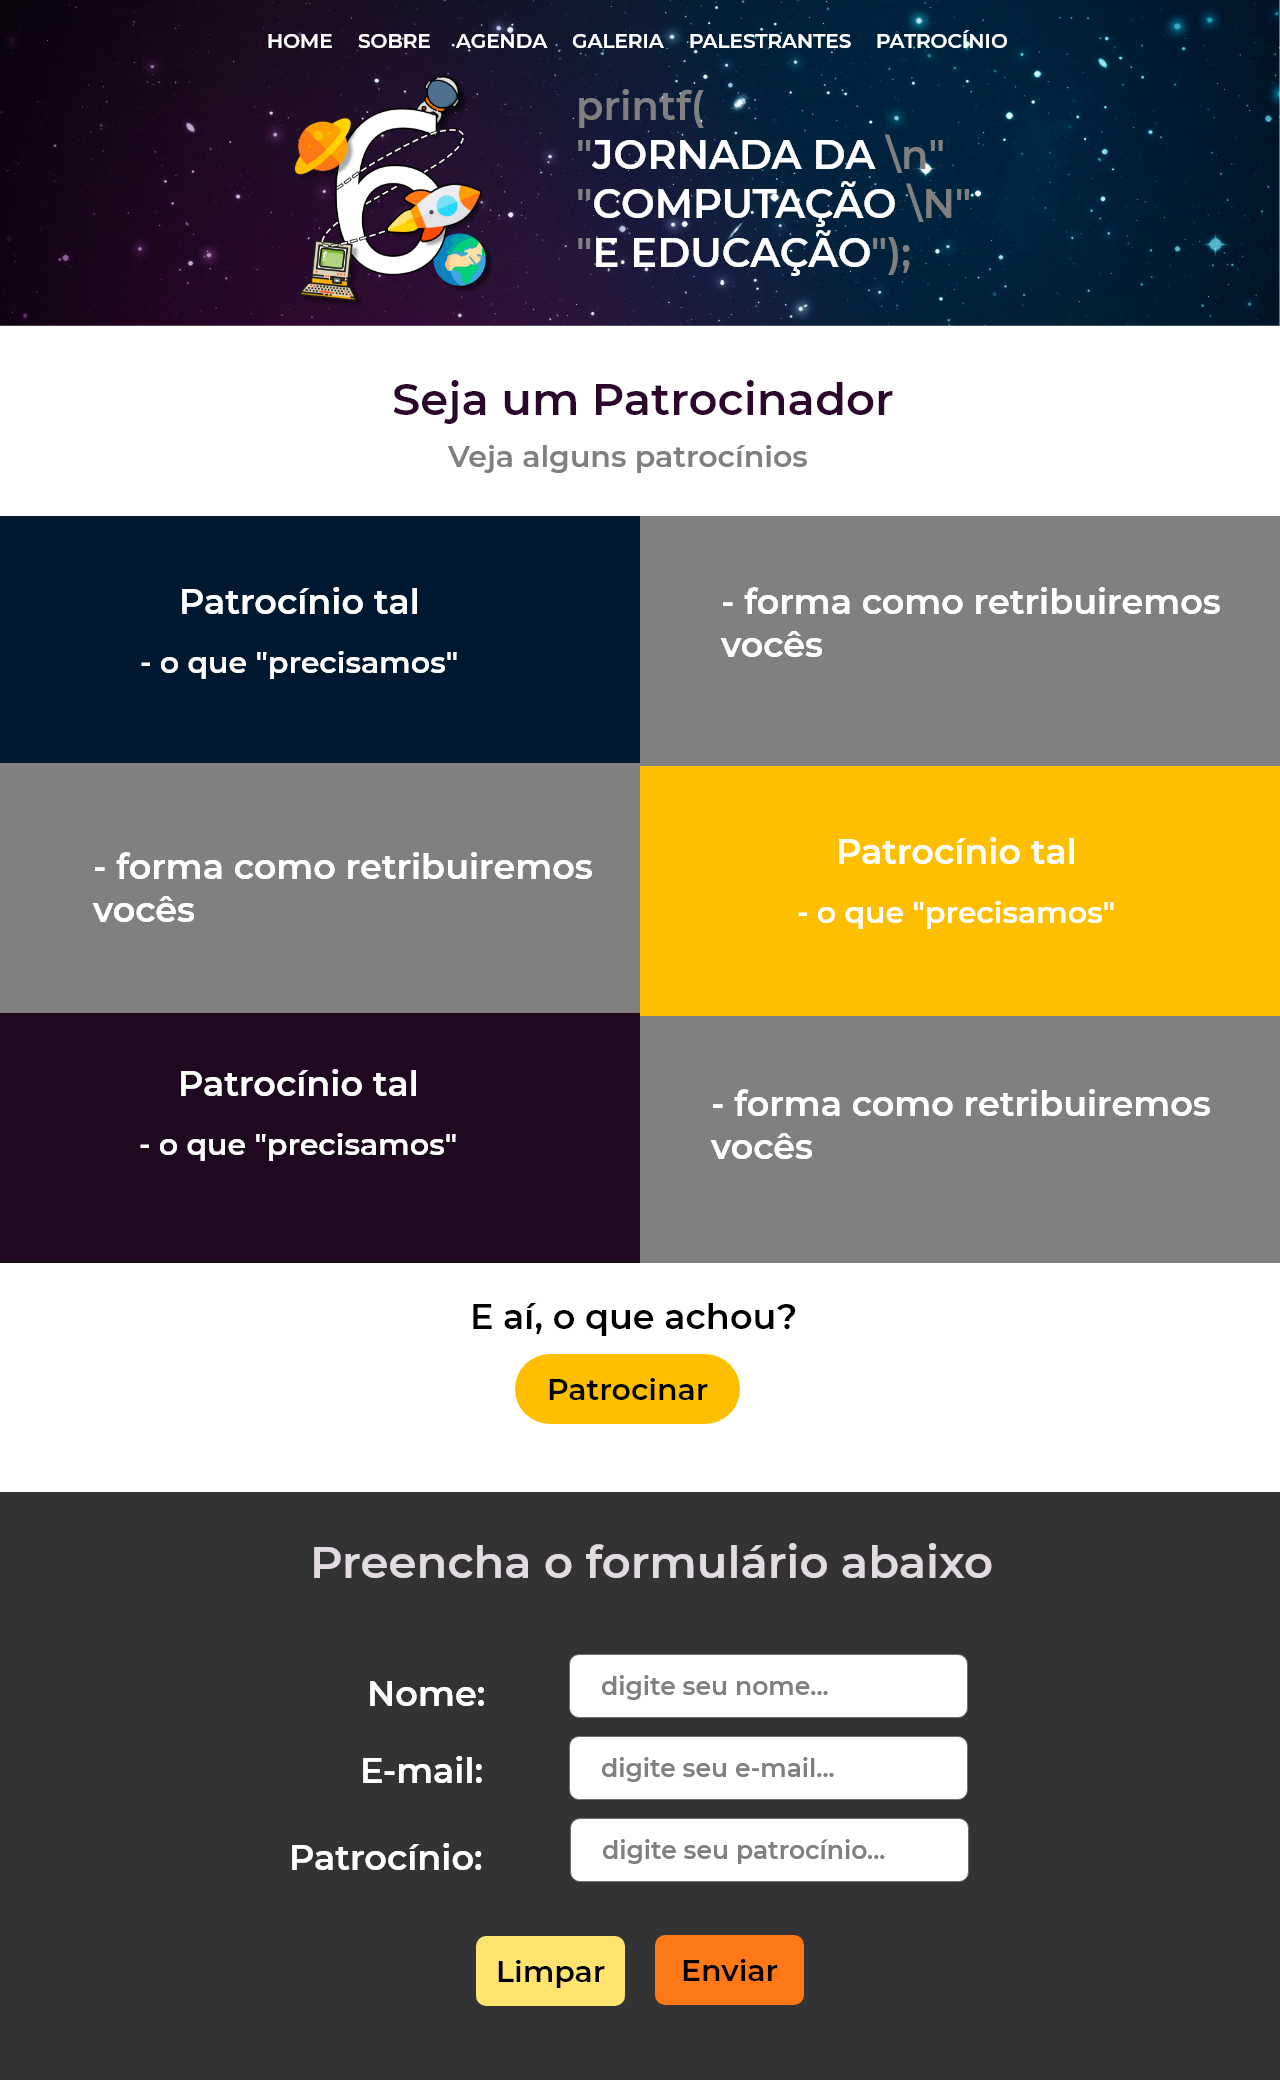 HOME SOBRE AGENDA GALERIA PALESTRANTES PATROCÍNIO
6
printf(
"JORNADA DA \n"
"COMPUTAÇÃO \N"
"E EDUCAÇÃO");
Seja um Patrocinador
Veja alguns patrocínios
Patrocínio tal
- o que "precisamos"
- forma como retribuiremos
vocês
- forma como retribuiremos
vocês
Patrocínio tal
- o que "precisamos"
Patrocínio tal
- o que "precisamos"
- forma como retribuiremos
vocês
E aí, o que achou?
Patrocinar
Preencha o formulário abaixo
Nome: digite seu nome...
E-mail: digite seu e-mail...
Patrocínio: digite seu patrocínio...
Limpar Enviar